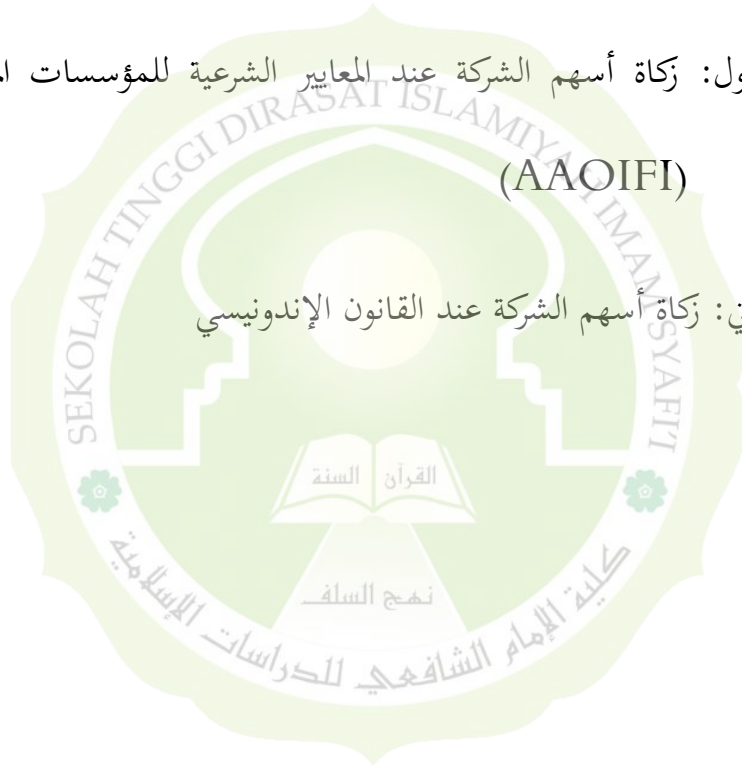 ول: زكاة أسهم الشركة عند المعايير الشرعية للمؤسسات
(AAOIFI)
ي: زكاة أسهم الشركة عند القانون الإندونيسي
SEKOLAH TINGGI DIRASAT ISLAMIYAH IMAM SYAFI'I
القرآن السنة
نهج السلف
كلية الإمام الشافعي للدراسات الإسلامية